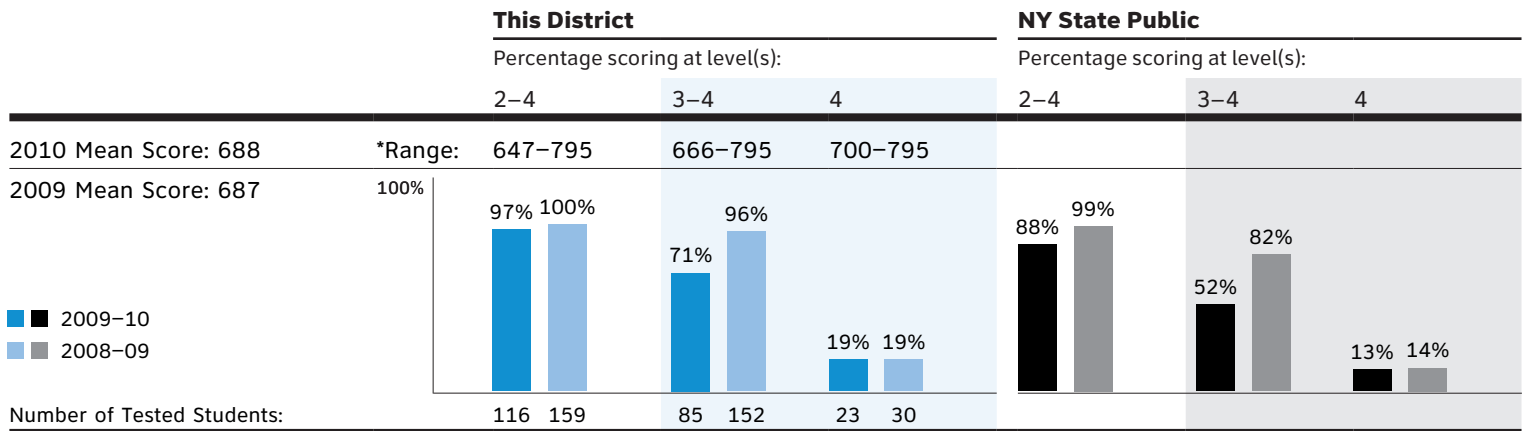 This District NY State Public
Percentage scoring at level(s): Percentage scoring at level(s):
2–4 3–4 4 2–4 3–4 4
2010 Mean Score: 688 *Range: 647–795 666–795 700–795
2009 Mean Score: 687 100%
97% 100% 71% 96% 19% 19% 88% 99% 52% 82% 13% 14%
2009–10
2008–09
Number of Tested Students: 116 159 85 152 23 30